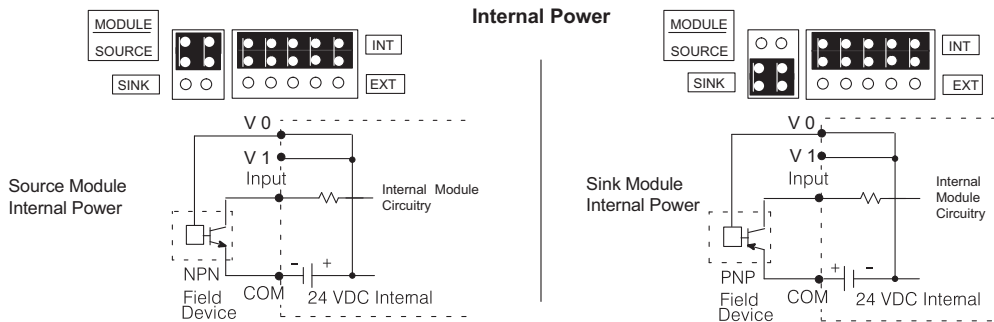 Internal Power
MODULE
SOURCE
SINK
INT
EXT
V 0
V 1
Input
Source Module
Internal Power
Internal Module
Circuitry
NPN
Field
Device
COM
- +
24 VDC Internal
MODULE
SOURCE
SINK
INT
EXT
V 0
V 1
Input
Sink Module
Internal Power
Internal
Module
Circuitry
PNP
Field
Device
COM
+ -
24 VDC Internal